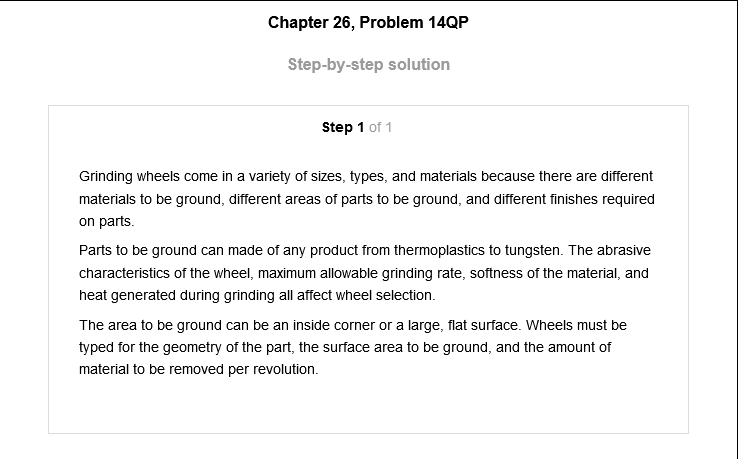 Chapter 26, Problem 14QP
Step-by-step solution
Step 1 of 1
Grinding wheels come in a variety of sizes, types, and materials because there are different
materials to be ground, different areas of parts to be ground, and different finishes required
on parts.
Parts to be ground can made of any product from thermoplastics to tungsten. The abrasive
characteristics of the wheel, maximum allowable grinding rate, softness of the material, and
heat generated during grinding all affect wheel selection.
The area to be ground can be an inside corner or a large, flat surface. Wheels must be
typed for the geometry of the part, the surface area to be ground, and the amount of
material to be removed per revolution.